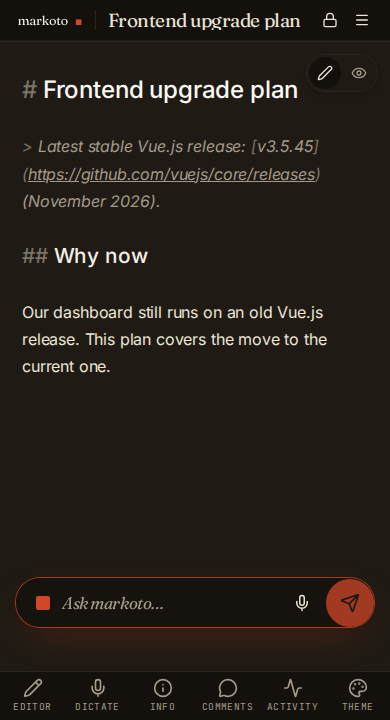 markoto
Frontend upgrade plan
# Frontend upgrade plan
> Latest stable Vue.js release: [v3.5.45]
(https://github.com/vuejs/core/releases)
(November 2026).
## Why now
Our dashboard still runs on an old Vue.js
release. This plan covers the move to the
current one.
Ask markoto...
EDITOR DICTATE INFO COMMENTS ACTIVITY THEME